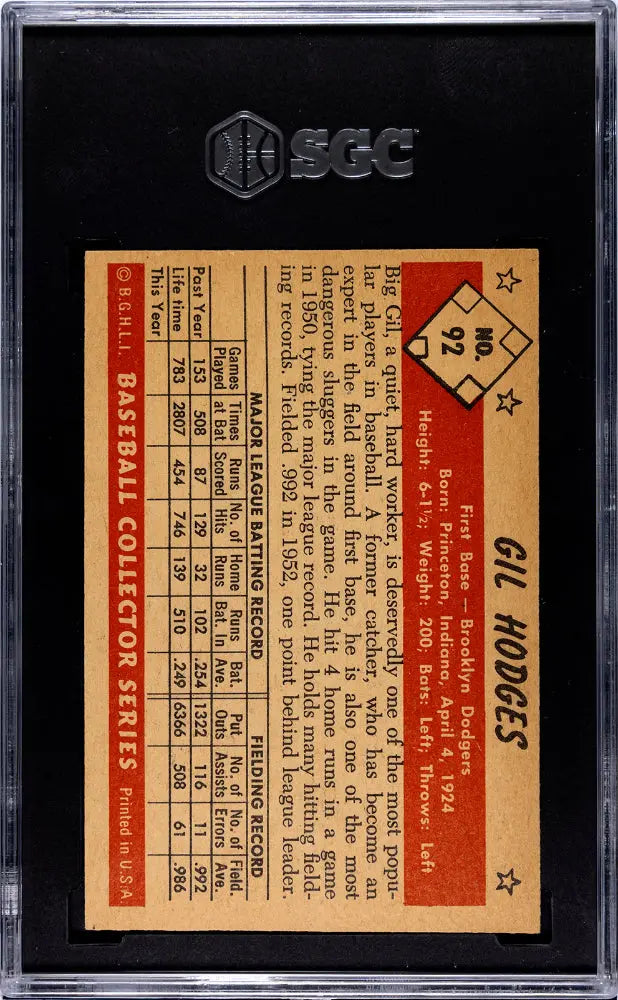 SGC
GIL HODGES
NO.
92
First Base — Brooklyn Dodgers
Born: Princeton, Indiana, April 4, 1924
Height: 6-1½; Weight: 200; Bats: Left; Throws: Left
Big Gil, a quiet, hard worker, is deservedly one of the most popu-
lar players in baseball. A former catcher, who has become an
expert in the field around first base, he is also one of the most
dangerous sluggers in the game. He hit 4 home runs in a game
in 1950, tying the major league record. He holds many hitting field-
ing records. Fielded .992 in 1952, one point behind league leader.
MAJOR LEAGUE BATTING RECORD FIELDING RECORD
Games Times Runs No. of Home Runs Bat. Put No. of No. of Field.
Played at Bat Scored Hits Runs Bat. In Ave. Outs Assists Errors Ave.
Past Year 153 508 87 129 32 102 .254 1322 116 11 .992
Life time 783 2807 454 746 139 510 .249 6366 508 61 .986
This Year
© B.G.H.L.I. BASEBALL COLLECTOR SERIES Printed in U.S.A